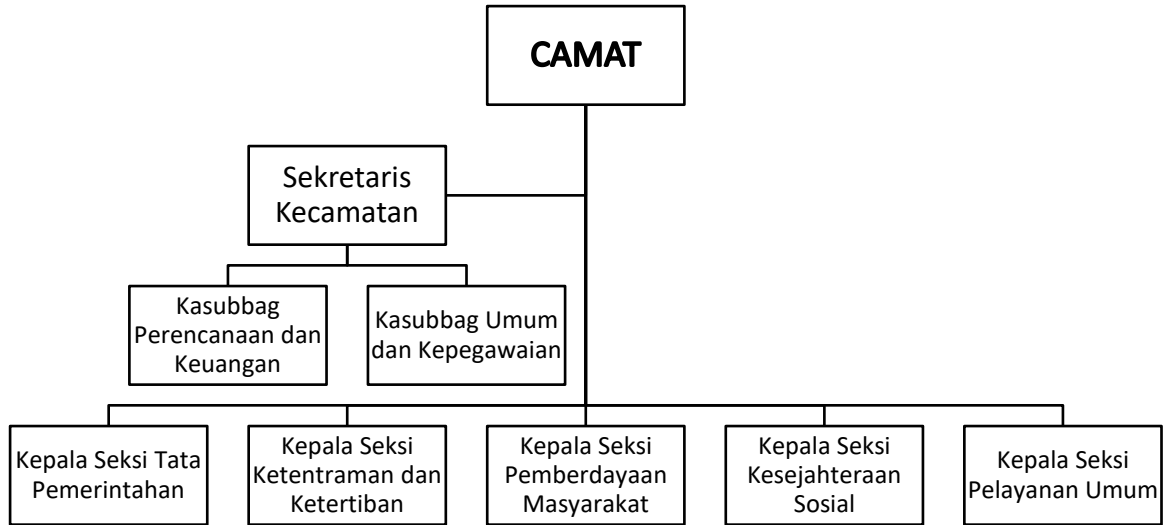 CAMAT
Sekretaris
Kecamatan
Kasubbag
Perencanaan dan
Keuangan
Kasubbag Umum
dan Kepegawaian
Kepala Seksi Tata
Pemerintahan
Kepala Seksi
Ketentraman dan
Ketertiban
Kepala Seksi
Pemberdayaan
Masyarakat
Kepala Seksi
Kesejahteraan
Sosial
Kepala Seksi
Pelayanan Umum